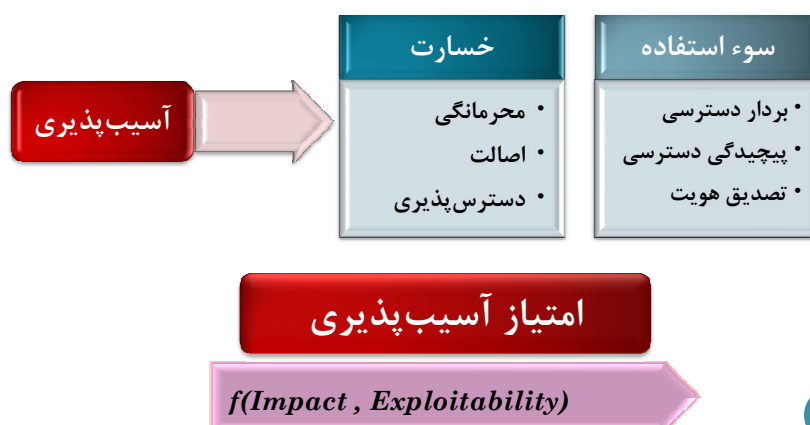 آسیب‌پذیری
سوء استفاده
• بردار دسترسی
• پیچیدگی دسترسی
• تصدیق هویت
خسارت
• محرمانگی
• اصالت
• دسترس‌پذیری
امتیاز آسیب‌پذیری
f(Impact , Exploitability)